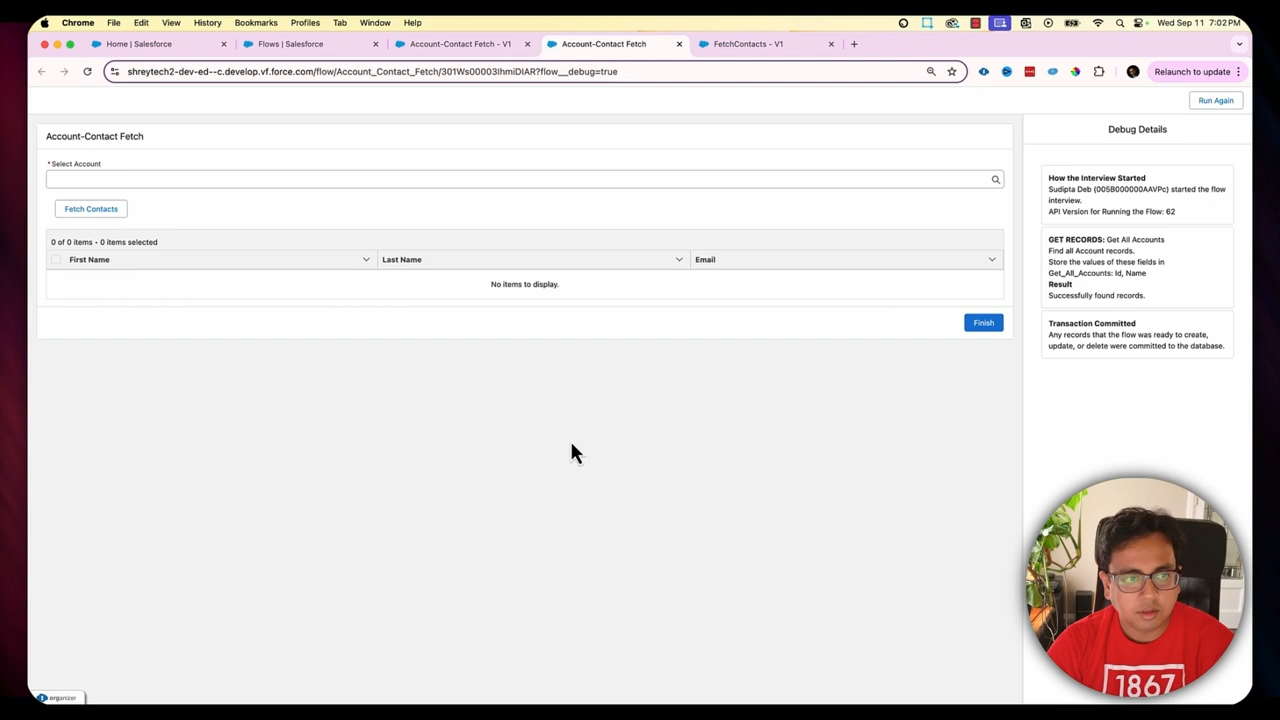 Chrome File Edit View History Bookmarks Profiles Tab Window Help Wed Sep 11 7:02 PM
Home | Salesforce Flows | Salesforce Account-Contact Fetch - V1 Account-Contact Fetch FetchContacts - V1
shreytech2-dev-ed--c.develop.vf.force.com/flow/Account_Contact_Fetch/301Ws00003lhmiDIAR?flow__debug=true Relaunch to update
Run Again
Account-Contact Fetch
Debug Details
* Select Account
Fetch Contacts
0 of 0 items • 0 items selected
First Name Last Name Email
No items to display.
Finish
How the Interview Started
Sudipta Deb (005B000000AAVPc) started the flow
interview.
API Version for Running the Flow: 62
GET RECORDS: Get All Accounts
Find all Account records.
Store the values of these fields in
Get_All_Accounts: Id, Name
Result
Successfully found records.
Transaction Committed
Any records that the flow was ready to create,
update, or delete were committed to the database.
organizer
1867